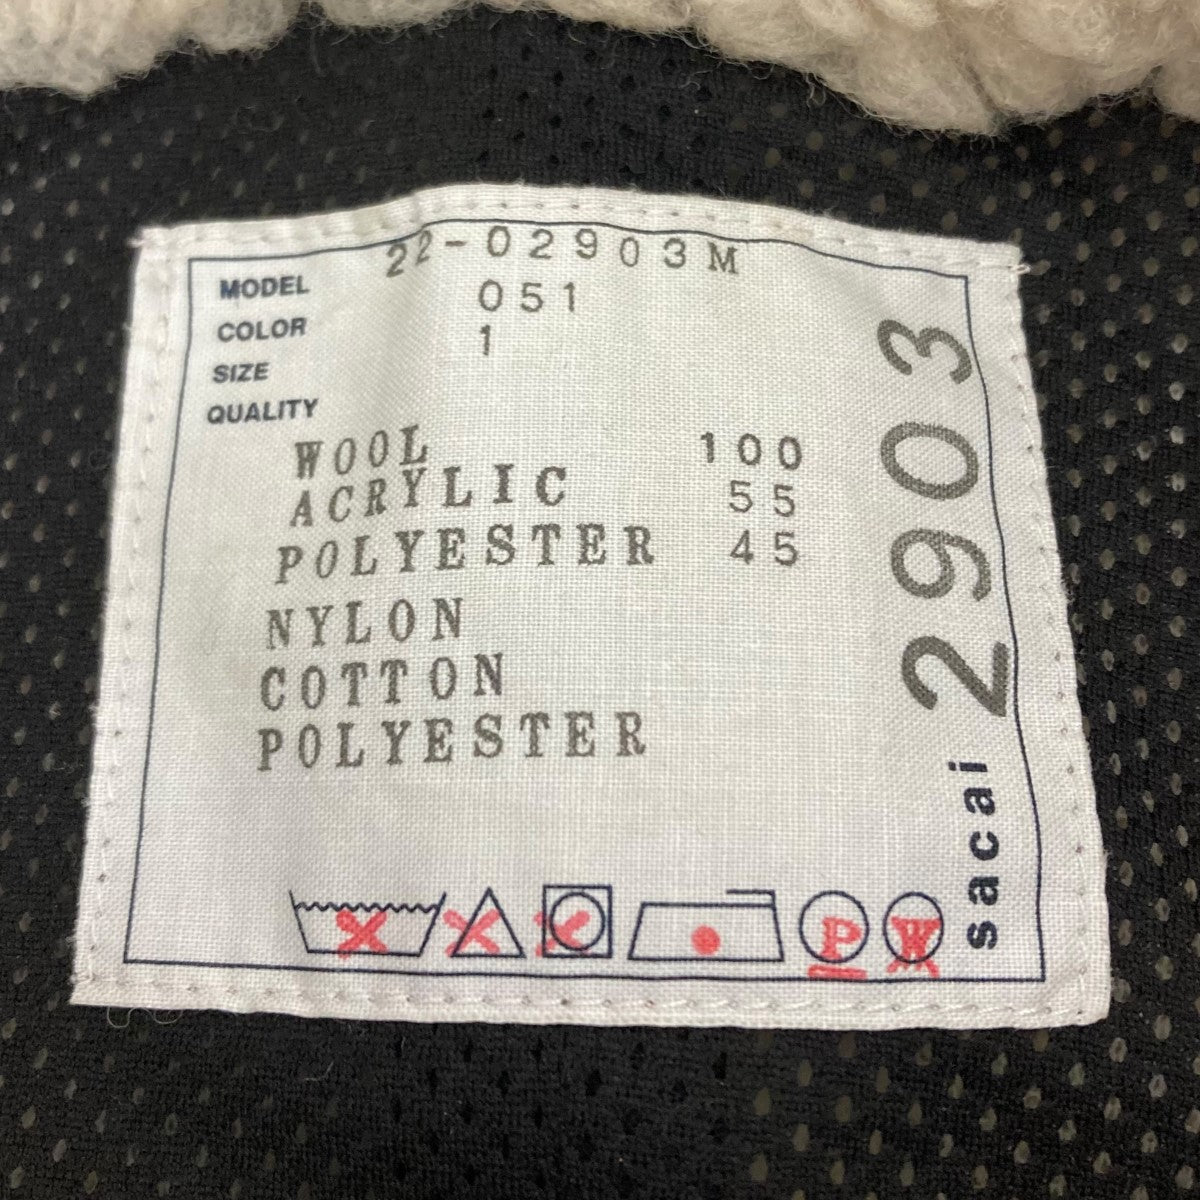 MODEL 22-02903M
COLOR 051
SIZE 1
QUALITY
WOOL 100
ACRYLIC 55
POLYESTER 45
NYLON
COTTON
POLYESTER
P W
sacai 2903